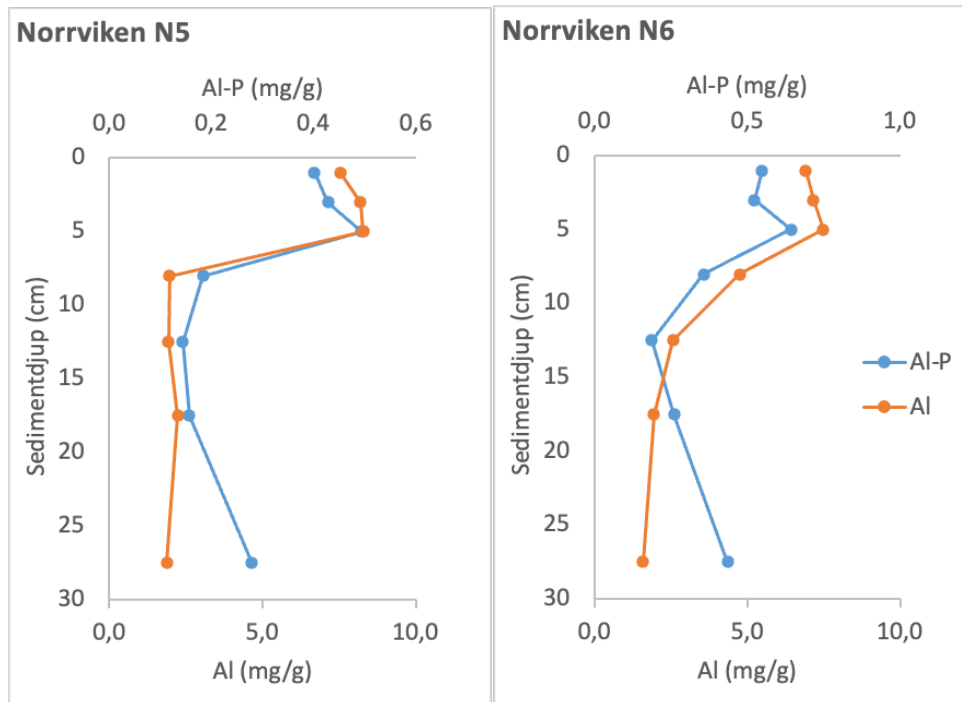 Norrviken N5
Al-P (mg/g)
0,0 0,2 0,4 0,6
0
5
10
15
20
25
30
Sedimentdjup (cm)
0,0 5,0 10,0
Al (mg/g)
Norrviken N6
Al-P (mg/g)
0,0 0,5 1,0
0
5
10
15
20
25
30
Sedimentdjup (cm)
0,0 5,0 10,0
Al (mg/g)
Al-P
Al